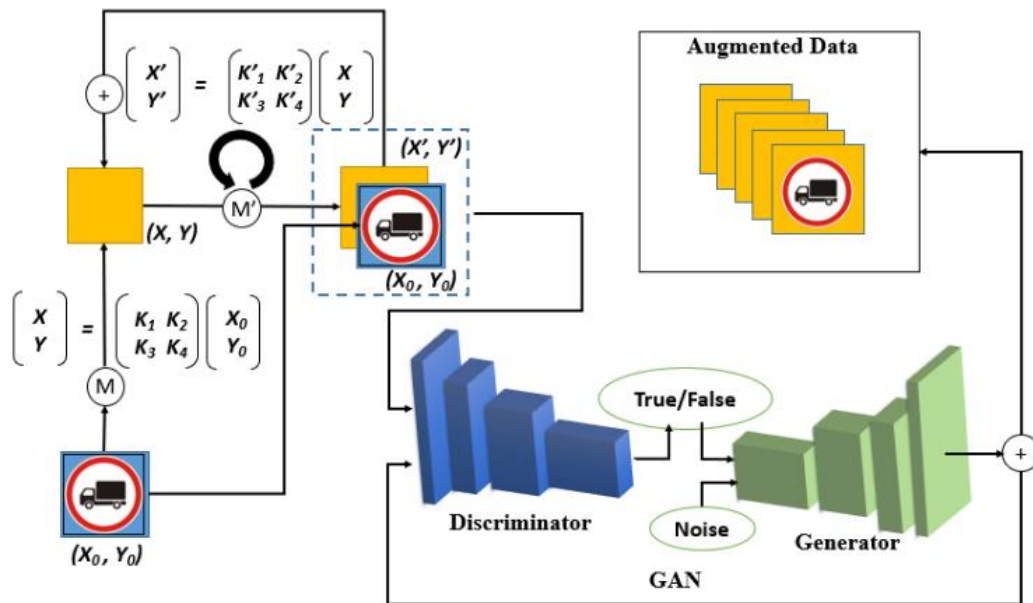 Augmented Data
+
X′ = K′1 K′2 X
Y′ K′3 K′4 Y
(X′, Y′)
M′
(X, Y)
(X0, Y0)
X = K1 K2 X0
Y K3 K4 Y0
M
(X0, Y0)
True/False
Noise
+
Discriminator
Generator
GAN